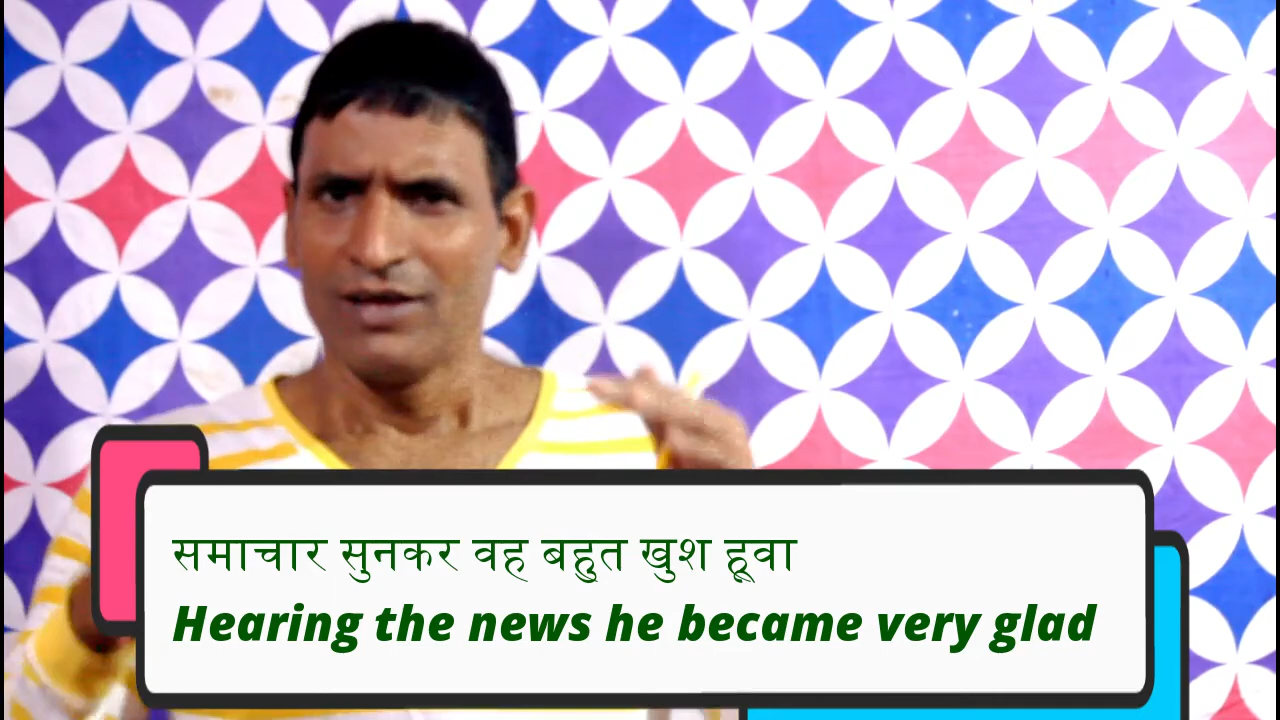 समाचार सुनकर वह बहुत खुश हूवा
Hearing the news he became very glad